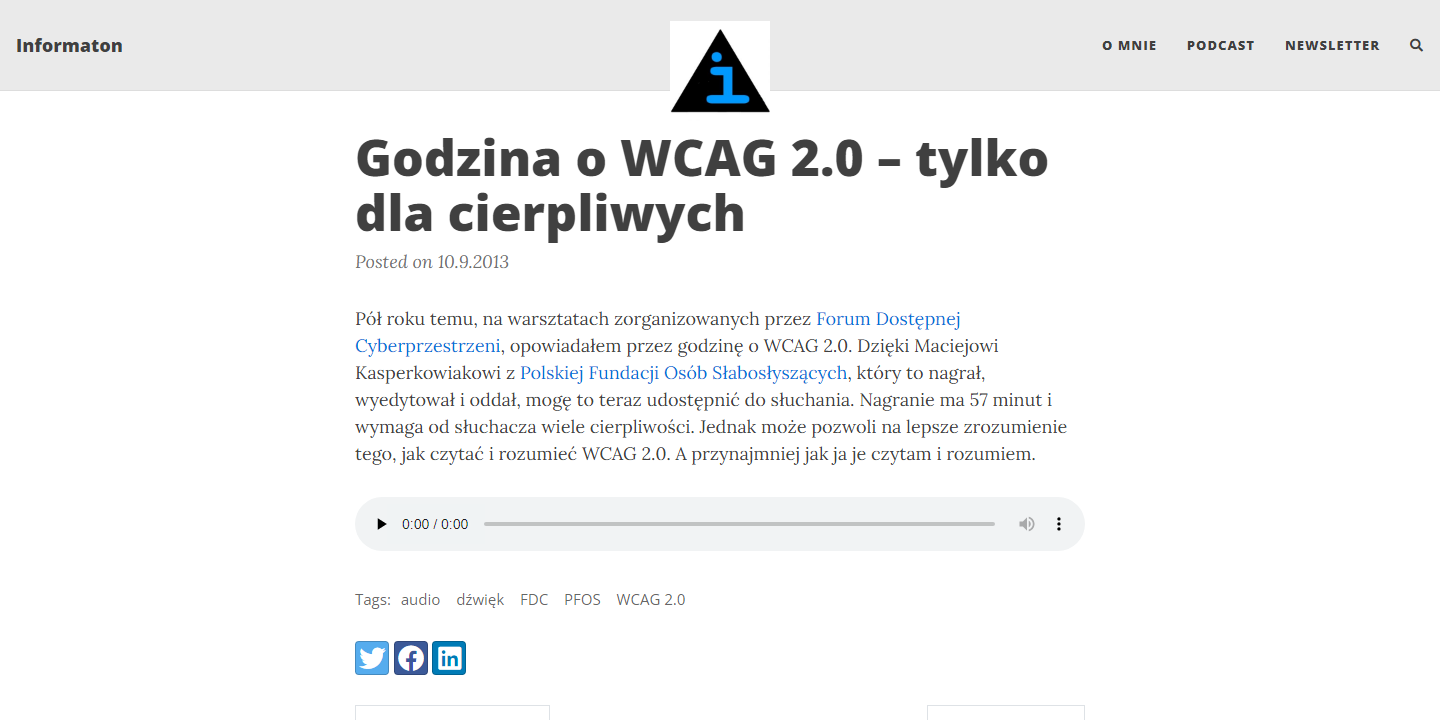 Informaton
i
O MNIE
PODCAST
NEWSLETTER
Godzina o WCAG 2.0 – tylko
dla cierpliwych
Posted on 10.9.2013
Pół roku temu, na warsztatach zorganizowanych przez Forum Dostępnej
Cyberprzestrzeni, opowiadałem przez godzinę o WCAG 2.0. Dzięki Maciejowi
Kasperkowiakowi z Polskiej Fundacji Osób Słabosłyszących, który to nagrał,
wyedytował i oddał, mogę to teraz udostępnić do słuchania. Nagranie ma 57 minut i
wymaga od słuchacza wiele cierpliwości. Jednak może pozwoli na lepsze zrozumienie
tego, jak czytać i rozumieć WCAG 2.0. A przynajmniej jak ja je czytam i rozumiem.
0:00 / 0:00
Tags: audio dźwięk FDC PFOS WCAG 2.0